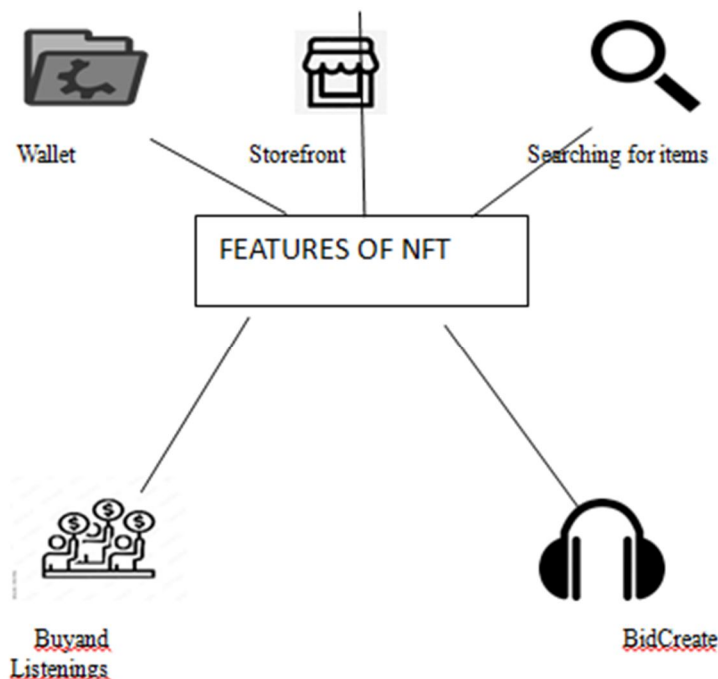 Wallet
Storefront
Searching for items
FEATURES OF NFT
Buyand
Listenings
BidCreate